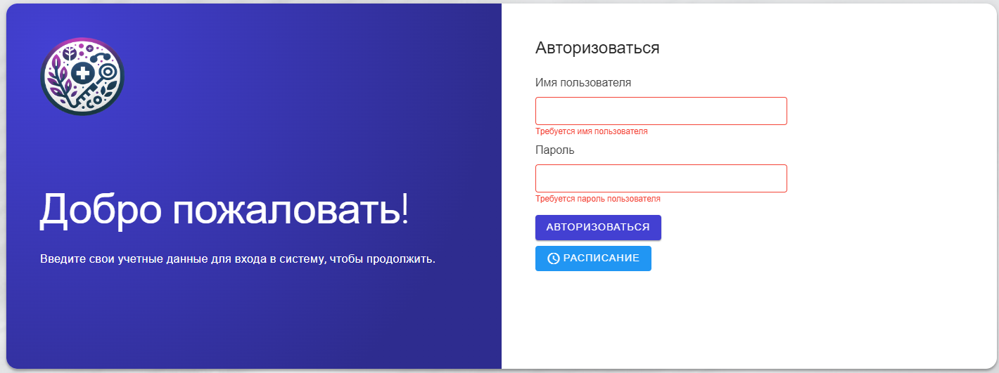 Добро пожаловать!
Введите свои учетные данные для входа в систему, чтобы продолжить.
Авторизоваться
Имя пользователя
Требуется имя пользователя
Пароль
Требуется пароль пользователя
АВТОРИЗОВАТЬСЯ
РАСПИСАНИЕ